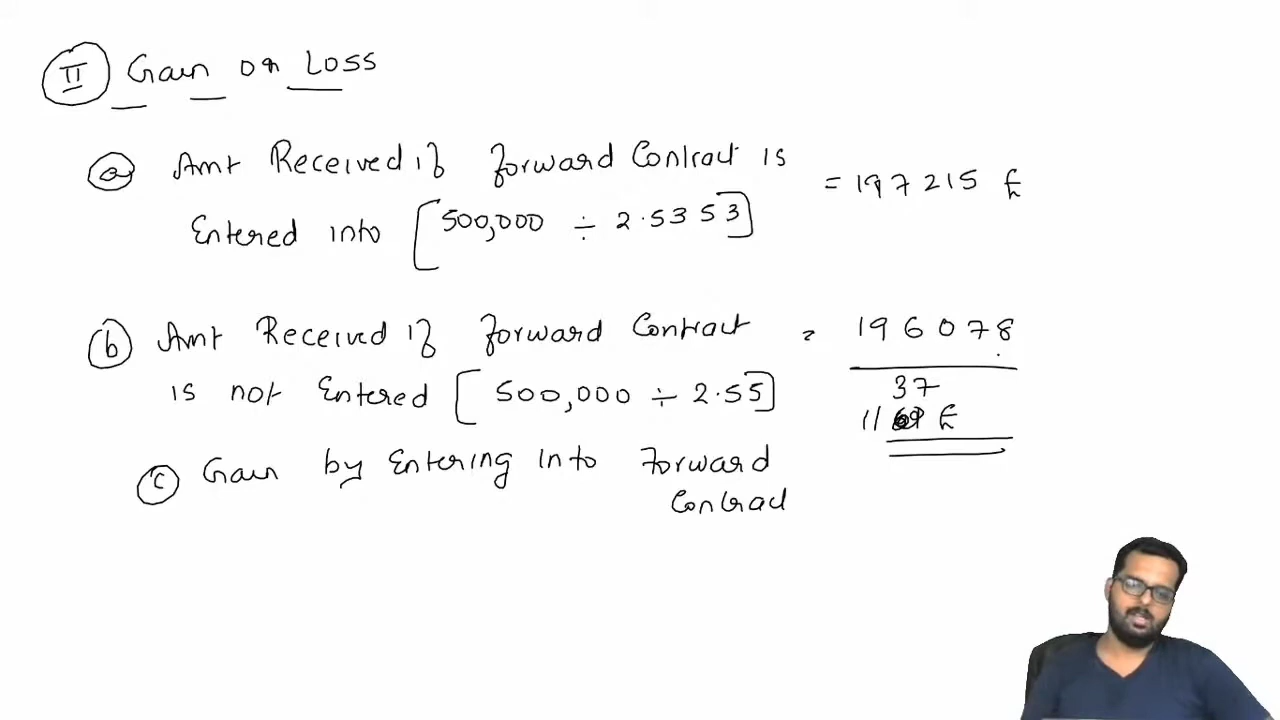 II Gain or Loss
a Amt Received if Forward Contract is = 197215 £
Entered into [500,000 ÷ 2.5353]
b Amt Received if Forward Contract = 196078
is not Entered [500,000 ÷ 2.55]
37
11 £
c Gain by Entering into Forward
Contract